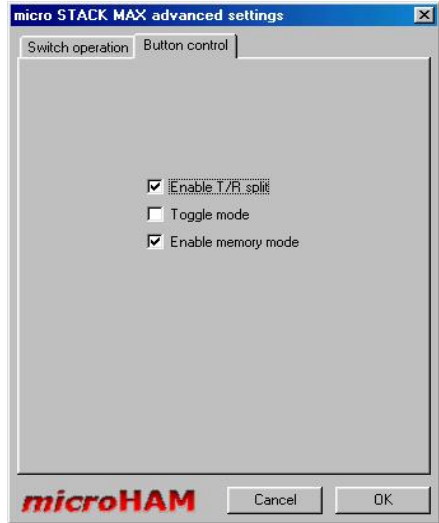 micro STACK MAX advanced settings
Switch operation Button control
Enable T/R split
Toggle mode
Enable memory mode
microHAM Cancel OK